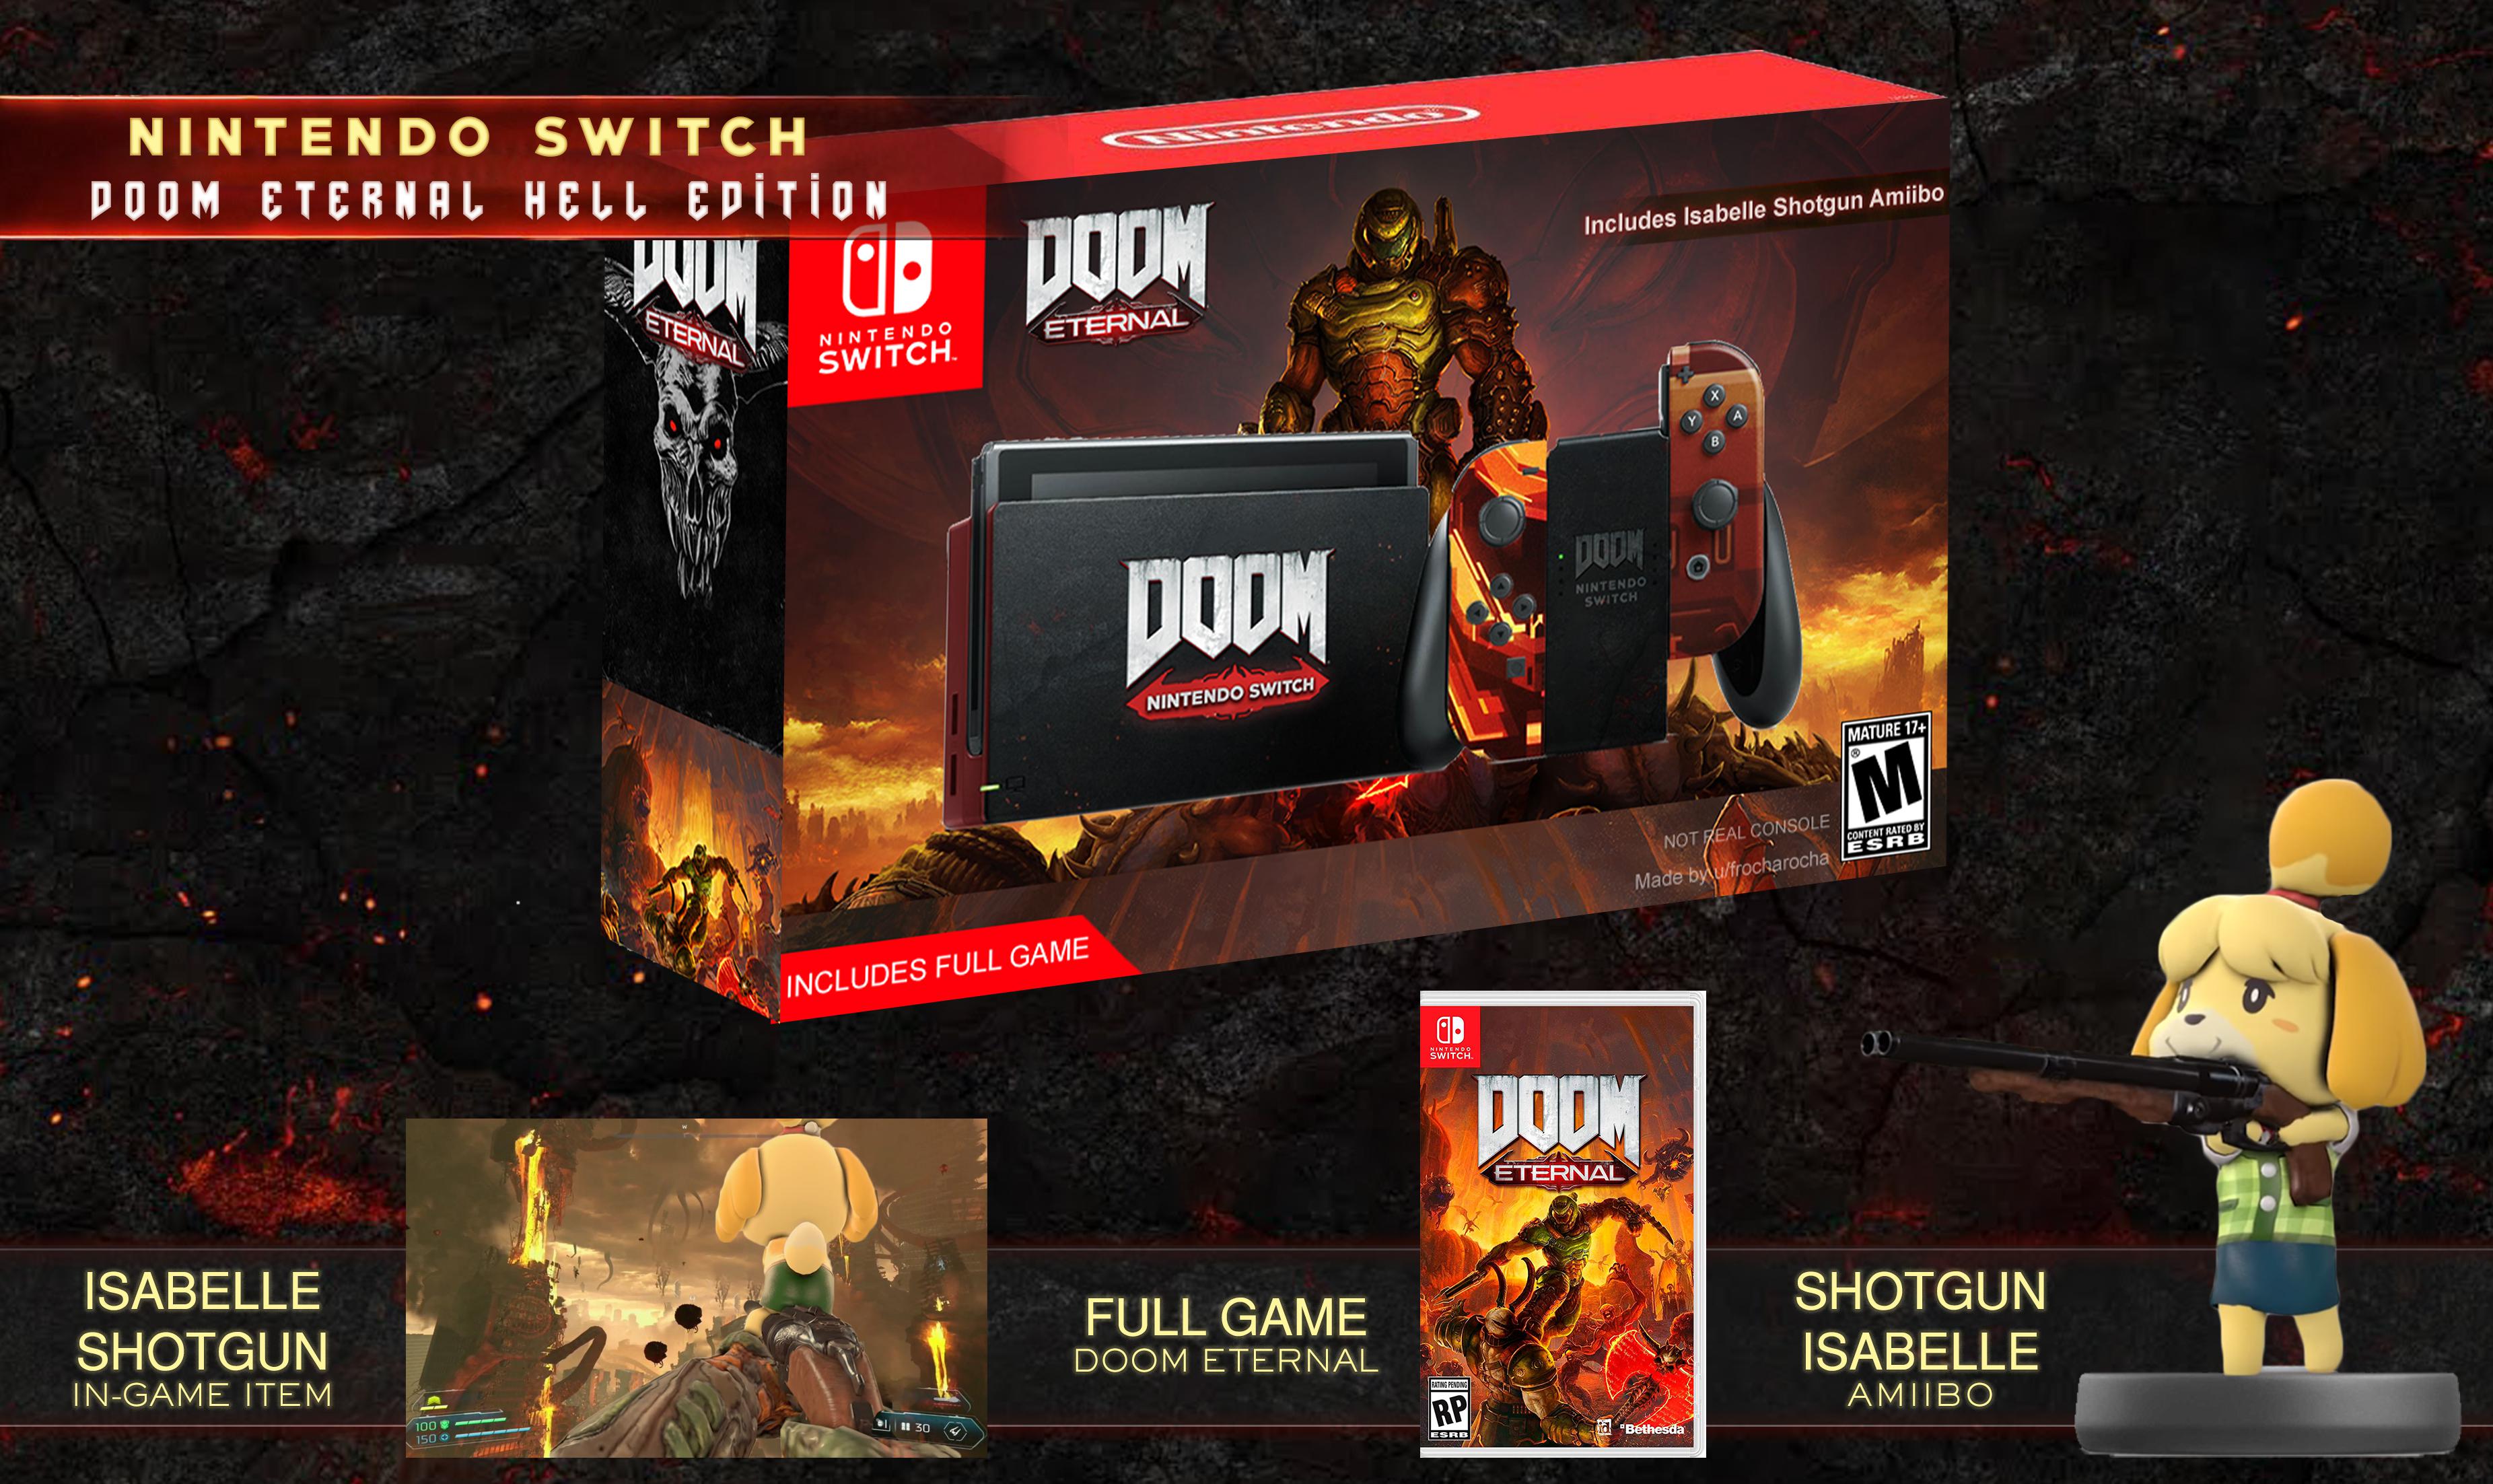 NINTENDO SWITCH
DOOM ETERNAL HELL EDITION
Nintendo
DOOM
ETERNAL
NINTENDO
SWITCH
DOOM
ETERNAL
Includes Isabelle Shotgun Amiibo
X
Y
A
B
DOOM
NINTENDO SWITCH
DOOM
NINTENDO
SWITCH
MATURE 17+
M
CONTENT RATED BY
ESRB
NOT REAL CONSOLE
Made by u/frocharocha
INCLUDES FULL GAME
ISABELLE
SHOTGUN
IN-GAME ITEM
W
100
150
30
FULL GAME
DOOM ETERNAL
NINTENDO
SWITCH
DOOM
ETERNAL
RATING PENDING
RP
ESRB
id
Bethesda
SHOTGUN
ISABELLE
AMIIBO